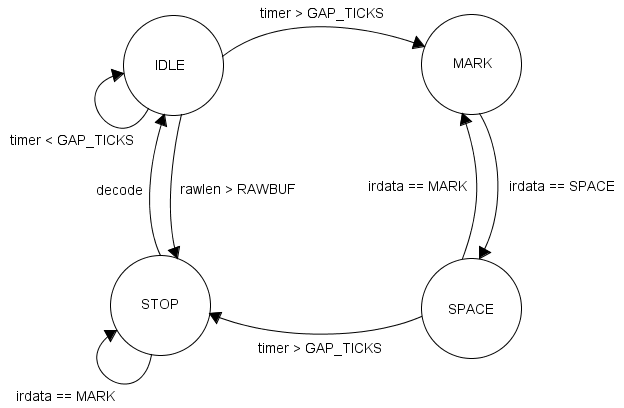 timer > GAP_TICKS
IDLE
MARK
timer < GAP_TICKS
decode
rawlen > RAWBUF
irdata == MARK
irdata == SPACE
STOP
SPACE
timer > GAP_TICKS
irdata == MARK